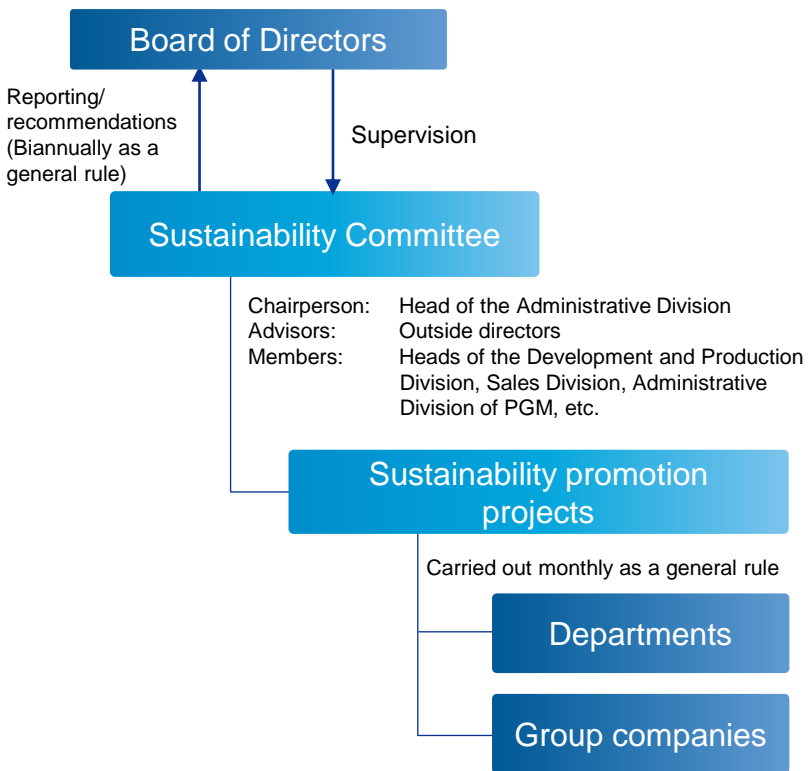 Board of Directors
Reporting/
recommendations
(Biannually as a
general rule)
Supervision
Sustainability Committee
Chairperson: Head of the Administrative Division
Advisors: Outside directors
Members: Heads of the Development and Production
Division, Sales Division, Administrative
Division of PGM, etc.
Sustainability promotion
projects
Carried out monthly as a general rule
Departments
Group companies